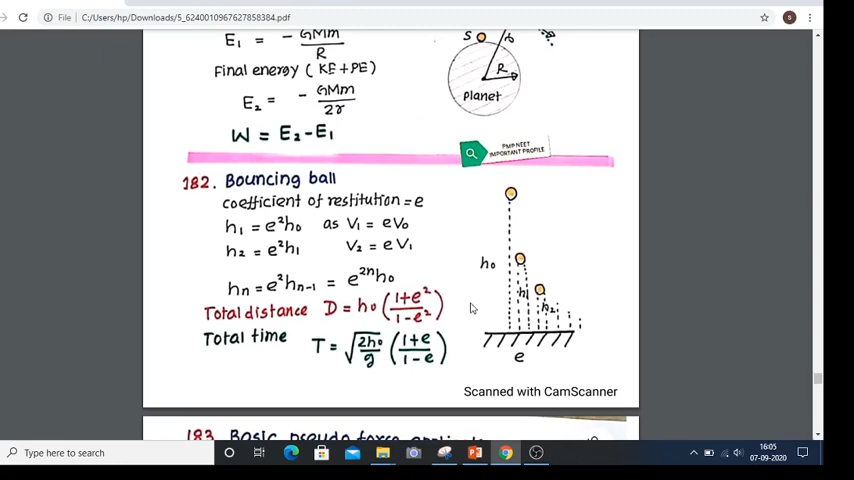 File
C:/Users/hp/Downloads/5_6240010967627858384.pdf
S
E₁ = - GMm/R
R
Final energy (KE+PE)
Planet
E₂ = - GMm/2r
W = E₂-E₁
PMP NEET
IMPORTANT PROFILE
182. Bouncing ball
coefficient of restitution = e
h₁ = e²h₀ as V₁ = eV₀
h₂ = e²h₁ V₂ = eV₁
h₀
hₙ = e²hₙ₋₁ = e²ⁿh₀
h₁
h₂
Total distance D = h₀ (1+e²/1-e²)
Total time T = √2h₀/g (1+e/1-e)
e
Scanned with CamScanner
183. Basic pseudo force
Type here to search
16:05
07-09-2020